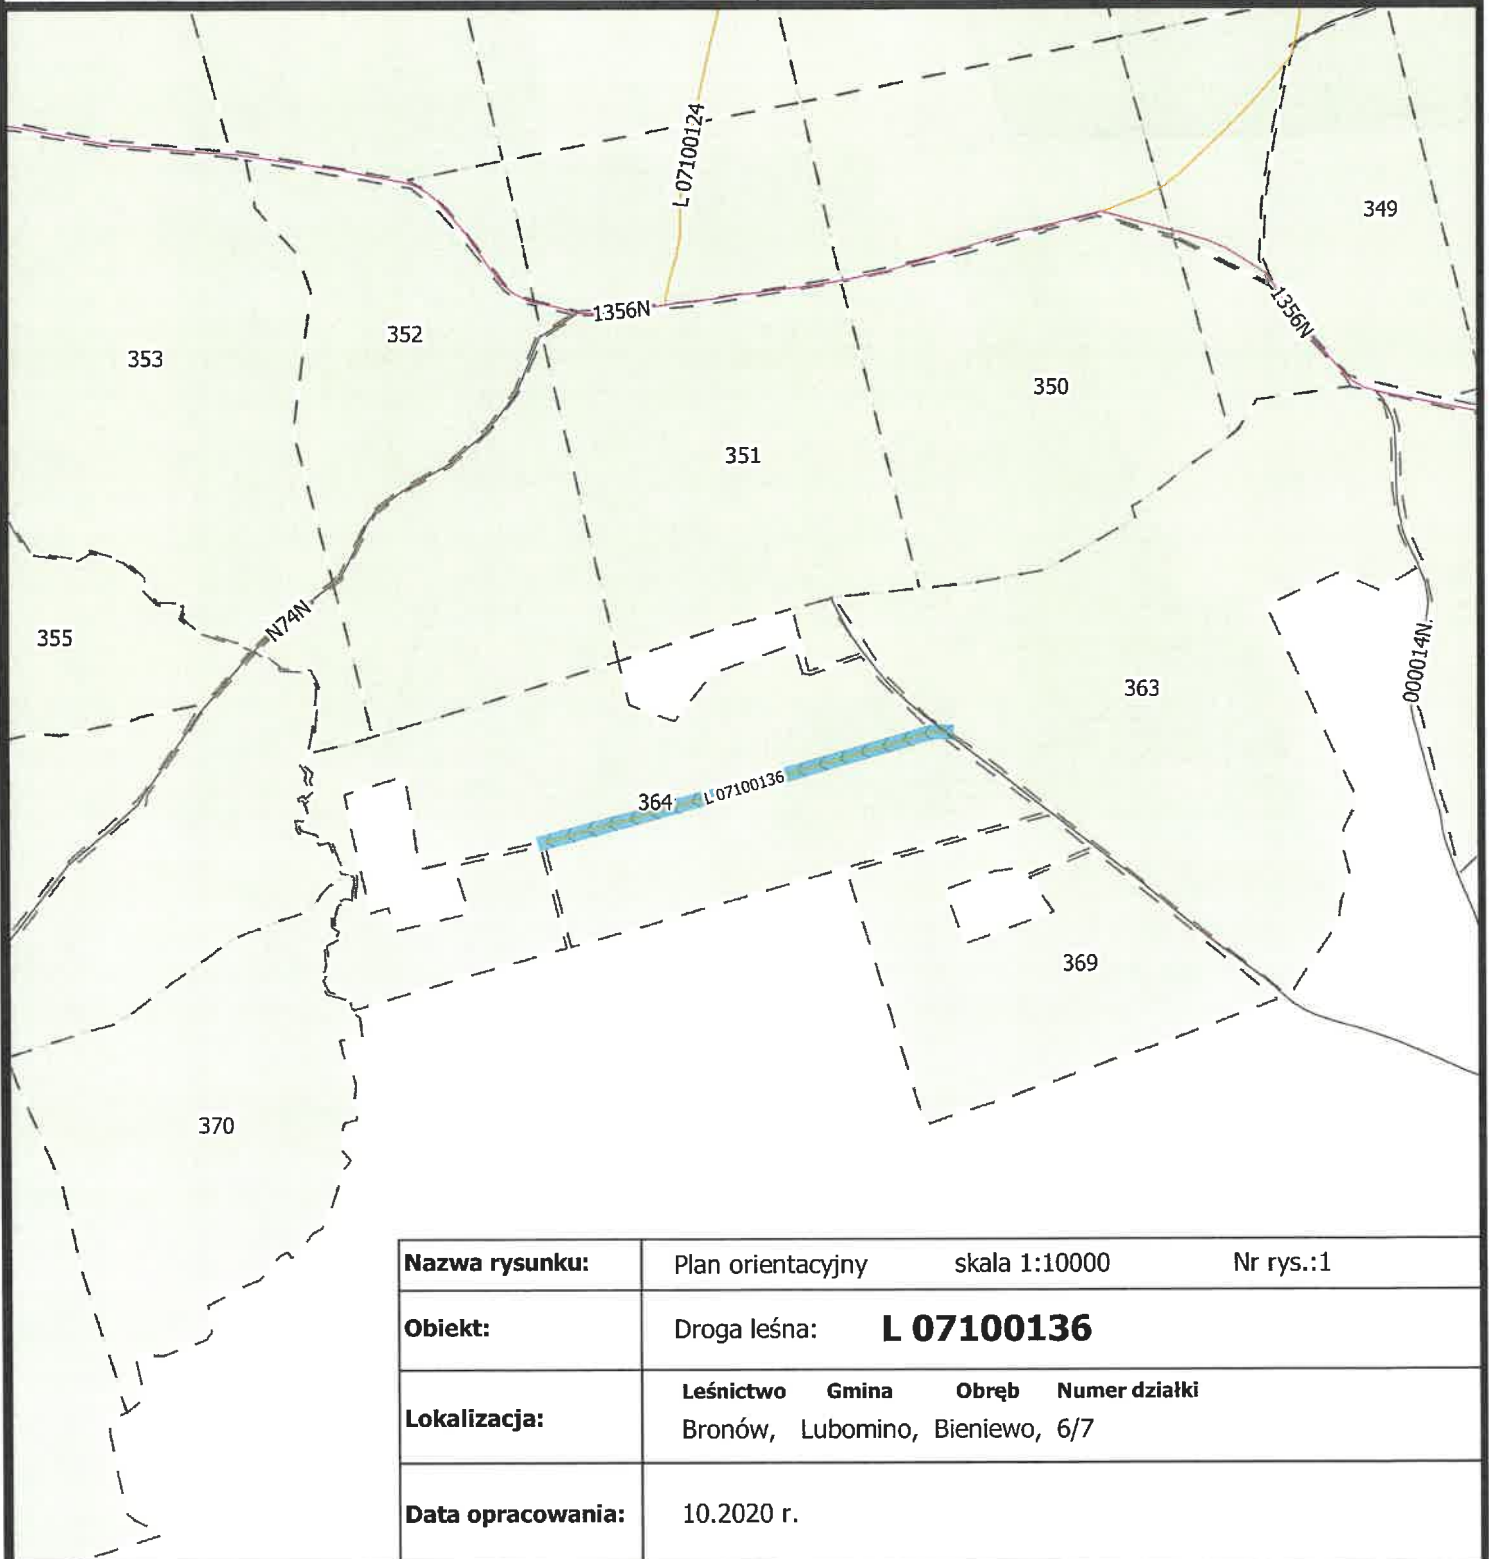 L 07100124
349
1356N
1356N
352
353
350
351
N74N
355
000014N
363
364
L 07100136
369
370
Nazwa rysunku: Plan orientacyjny skala 1:10000 Nr rys.:1
Obiekt: Droga leśna: L 07100136
Lokalizacja:
Leśnictwo Gmina Obręb Numer działki
Bronów, Lubomino, Bieniewo, 6/7
Data opracowania: 10.2020 r.